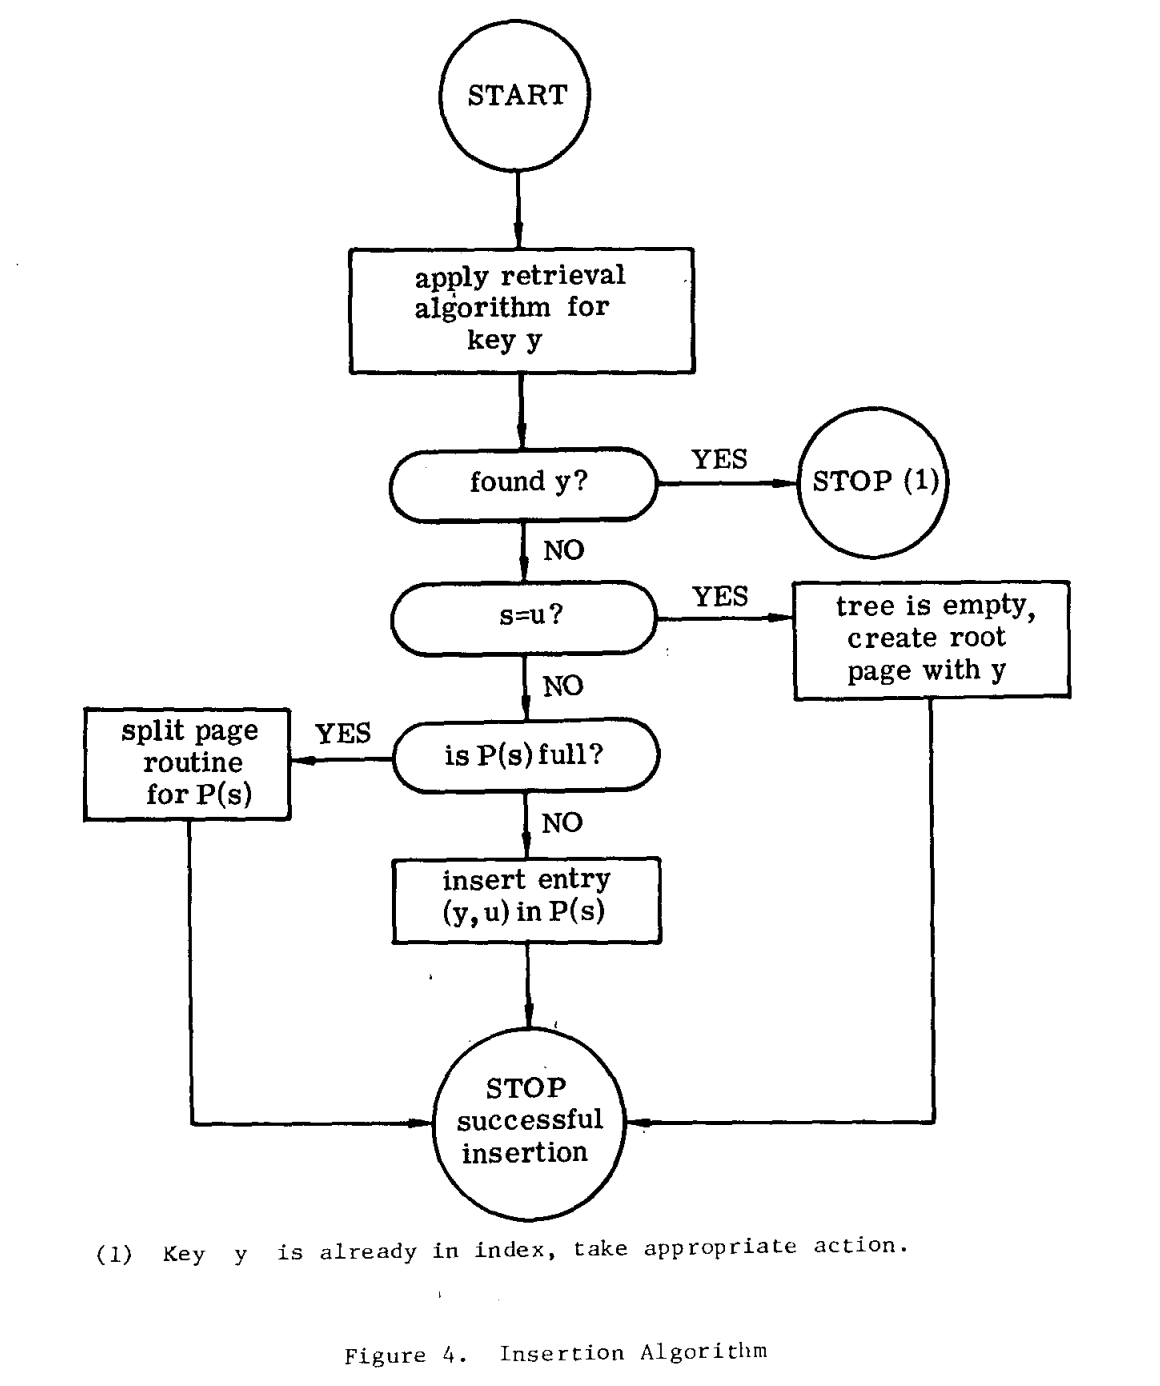 START
apply retrieval
algorithm for
key y
found y?
YES
STOP (1)
NO
s=u?
YES
tree is empty,
create root
page with y
NO
split page
routine
for P(s)
YES
is P(s) full?
NO
insert entry
(y, u) in P(s)
STOP
successful
insertion
(1) Key y is already in index, take appropriate action.
Figure 4. Insertion Algorithm